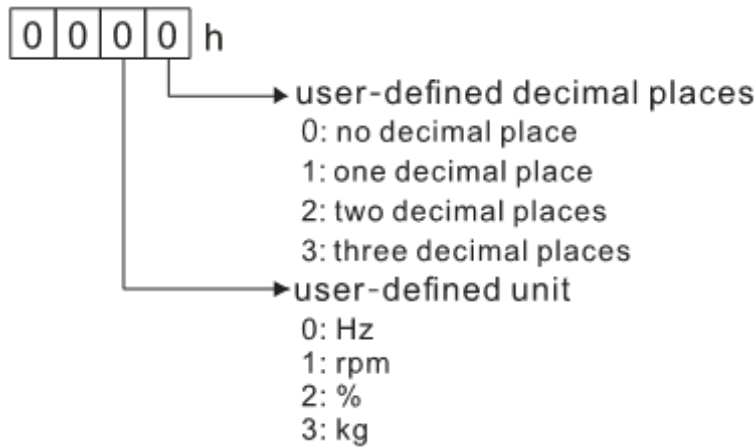 0 0 0 0 h
user-defined decimal places
0: no decimal place
1: one decimal place
2: two decimal places
3: three decimal places
user-defined unit
0: Hz
1: rpm
2: %
3: kg